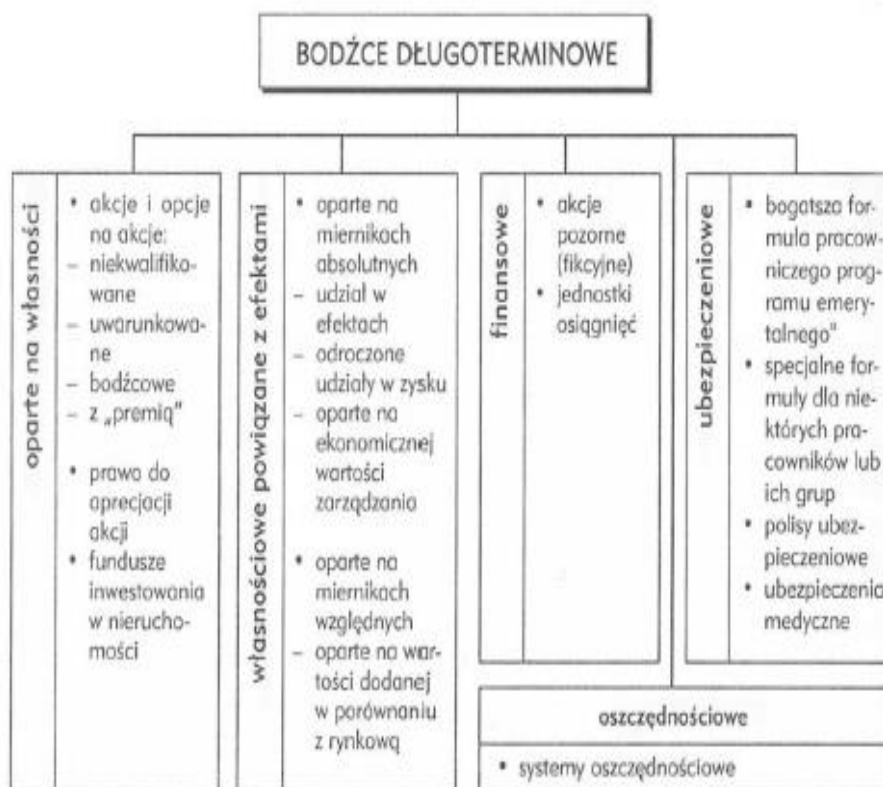 BODŹCE DŁUGOTERMINOWE
oparte na własności
• akcje i opcje
na akcje:
– niekwalifiko-
wane
– uwarunkowa-
ne
– bodźcowe
– z „premią”
• prawo do
aprecjacji
akcji
• fundusze
inwestowania
w nierucho-
mości
własnościowe powiązane z efektami
• oparte na
miernikach
absolutnych
– udział w
efektach
– odroczone
udziały w zysku
– oparte na
ekonomicznej
wartości
zarządzania
• oparte na
miernikach
względnych
– oparte na war-
tości dodanej
w porównaniu
z rynkową
finansowe
• akcje
pozorne
(fikcyjne)
• jednostki
osiągnięć
ubezpieczeniowe
• bogatsza for-
muła pracow-
niczego prog-
ramu emery-
talnego”
• specjalne for-
muły dla nie-
których pra-
cowników lub
ich grup
• polisy ubez-
pieczeniowe
• ubezpieczenia
medyczne
oszczędnościowe
• systemy oszczędnościowe